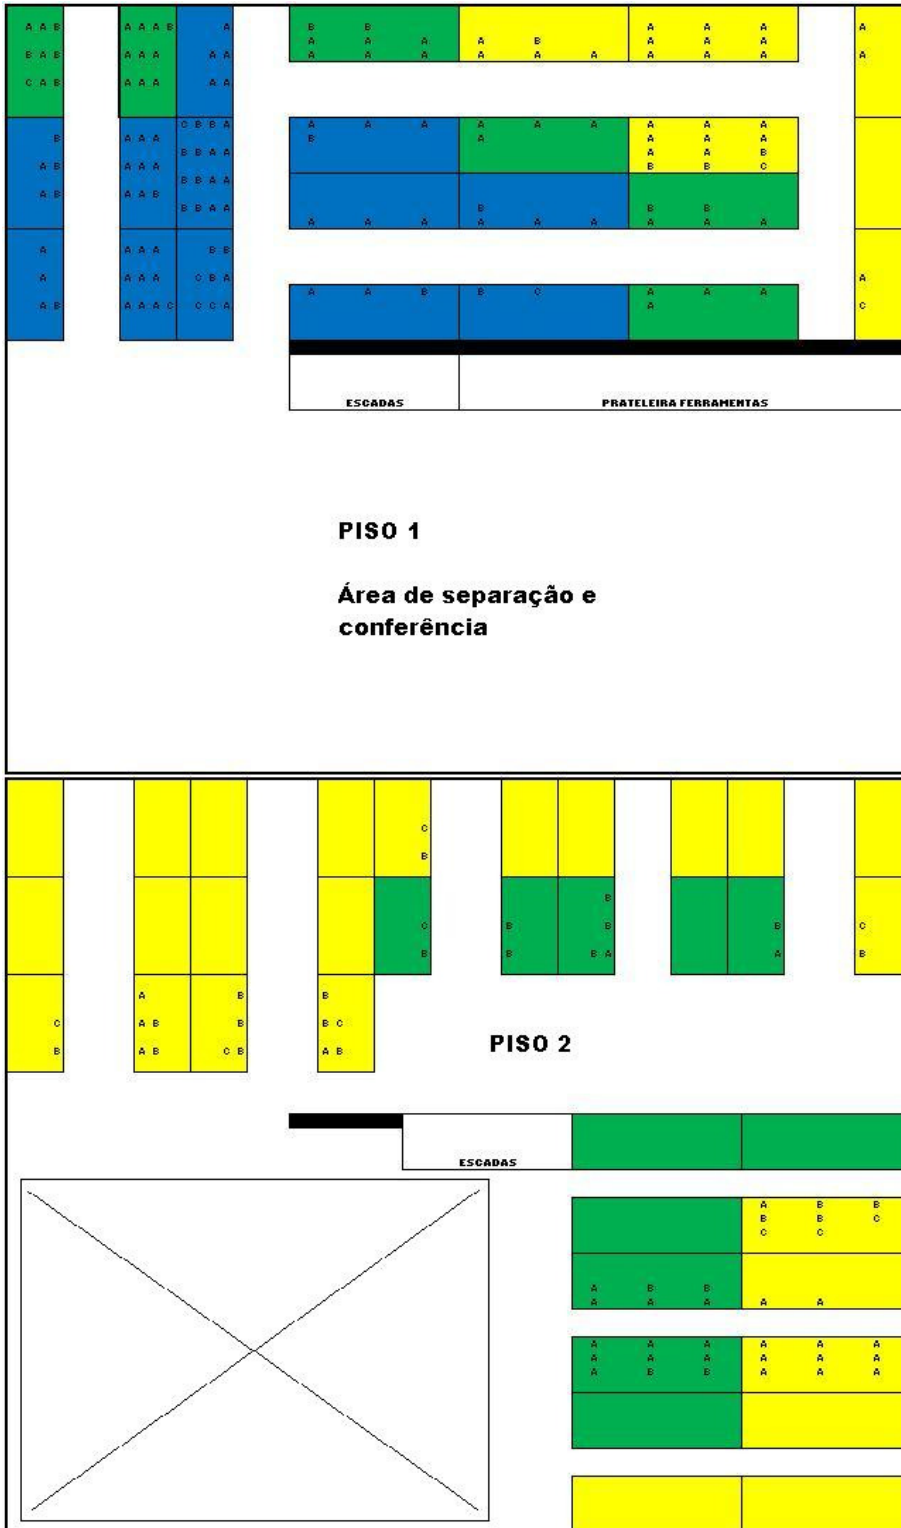 A A B A A A B A B B A A A A
A A A A B A A A
B A B A A A A A A A A A A A A A A A
C A B A A A A A
C B B A A A A A A A A A A
B A A A B A A A A
B B A A A A B
A B A A A B B C
B B A A
A B A A B
B B A A B B B
A A A A A A A A A
A A A A B B
A A A A C B A A
A A B B C A A A
A B A A A C C C A A C
ESCADAS PRATELEIRA FERRAMENTAS
PISO 1
Área de separação e
conferência
C
B
B
C B B B C
B B B A A B
A B B
C A B B B C
B A B C B A B
PISO 2
ESCADAS
A B B
B B C
C C
A B B
A A A A A
A A A A A A
A A A A A A
A B B A A A